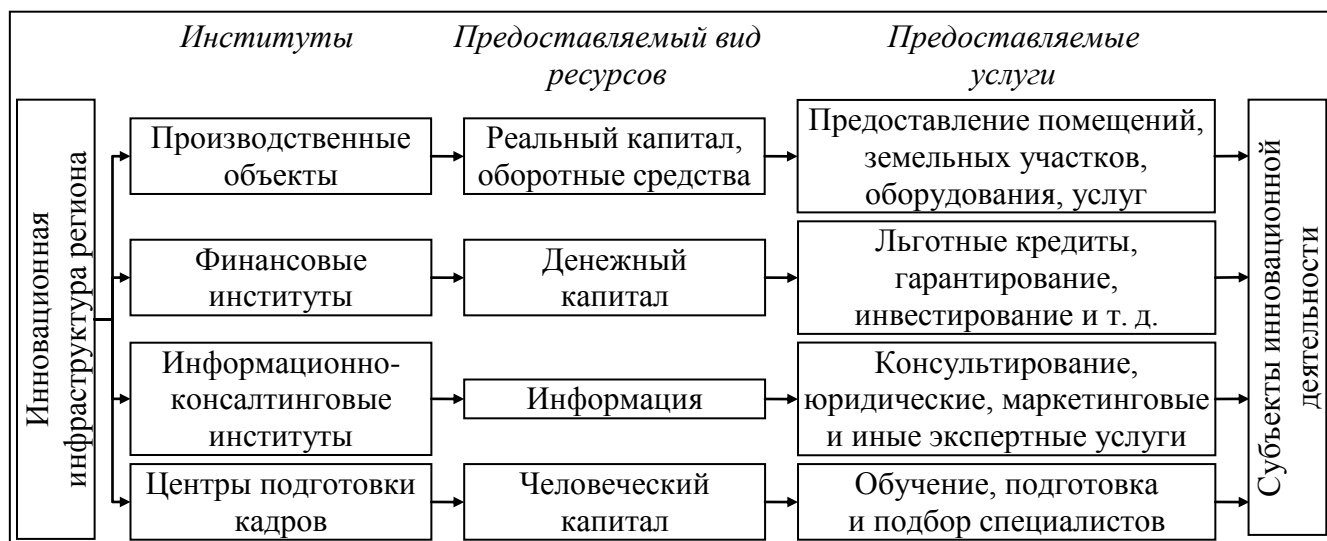 Институты
Предоставляемый вид
ресурсов
Предоставляемые
услуги
Инновационная
инфраструктура региона
Производственные
объекты
Реальный капитал,
оборотные средства
Предоставление помещений,
земельных участков,
оборудования, услуг
Финансовые
институты
Денежный
капитал
Льготные кредиты,
гарантирование,
инвестирование и т. д.
Информационно-
консалтинговые
институты
Информация
Консультирование,
юридические, маркетинговые
и иные экспертные услуги
Центры подготовки
кадров
Человеческий
капитал
Обучение, подготовка
и подбор специалистов
Субъекты инновационной
деятельности